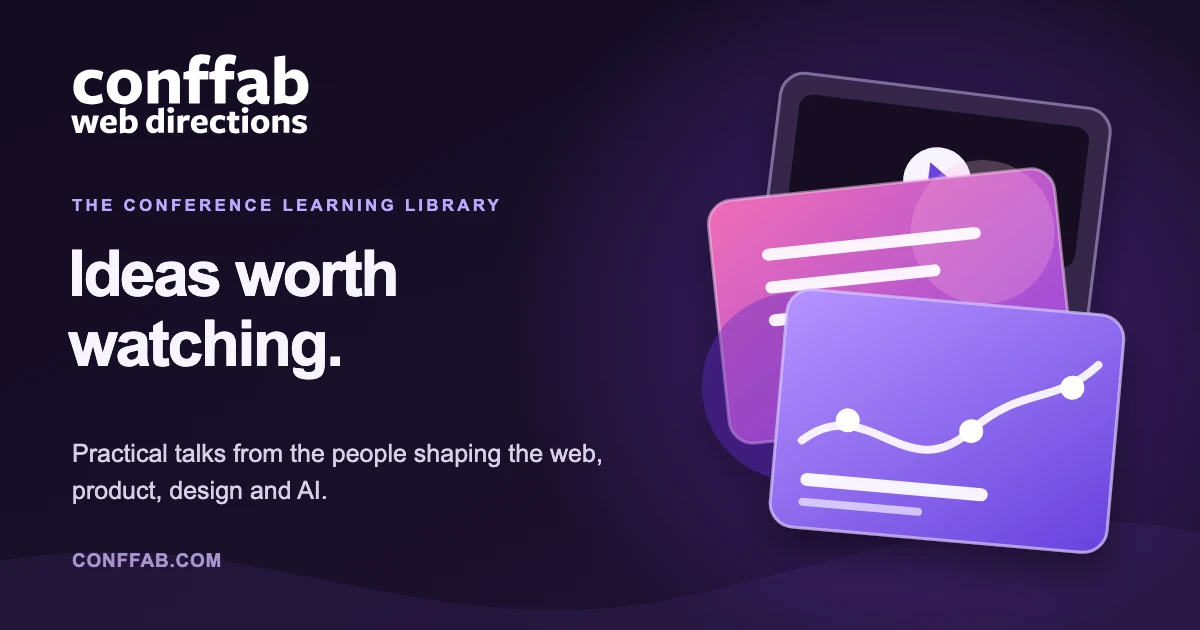 conffab
web directions
THE CONFERENCE LEARNING LIBRARY
Ideas worth
watching.
Practical talks from the people shaping the web,
product, design and AI.
CONFFAB.COM